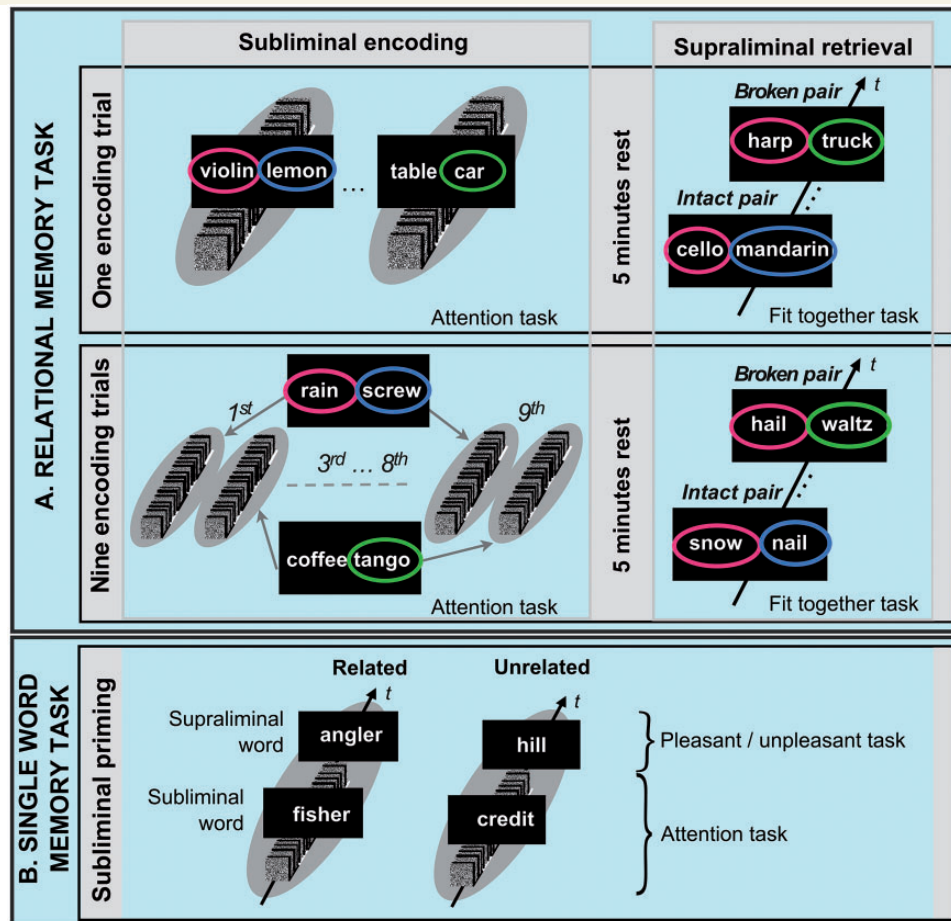 A. RELATIONAL MEMORY TASK
Subliminal encoding
Supraliminal retrieval
One encoding trial
violin lemon
...
table car
Attention task
5 minutes rest
Broken pair
t
harp truck
Intact pair
cello mandarin
Fit together task
Nine encoding trials
rain screw
1st
9th
3rd ... 8th
coffee tango
Attention task
5 minutes rest
Broken pair
t
hail waltz
Intact pair
snow nail
Fit together task
B. SINGLE WORD
MEMORY TASK
Subliminal priming
Related
Unrelated
t
t
Supraliminal
word
angler
hill
Pleasant / unpleasant task
Subliminal
word
fisher
credit
Attention task